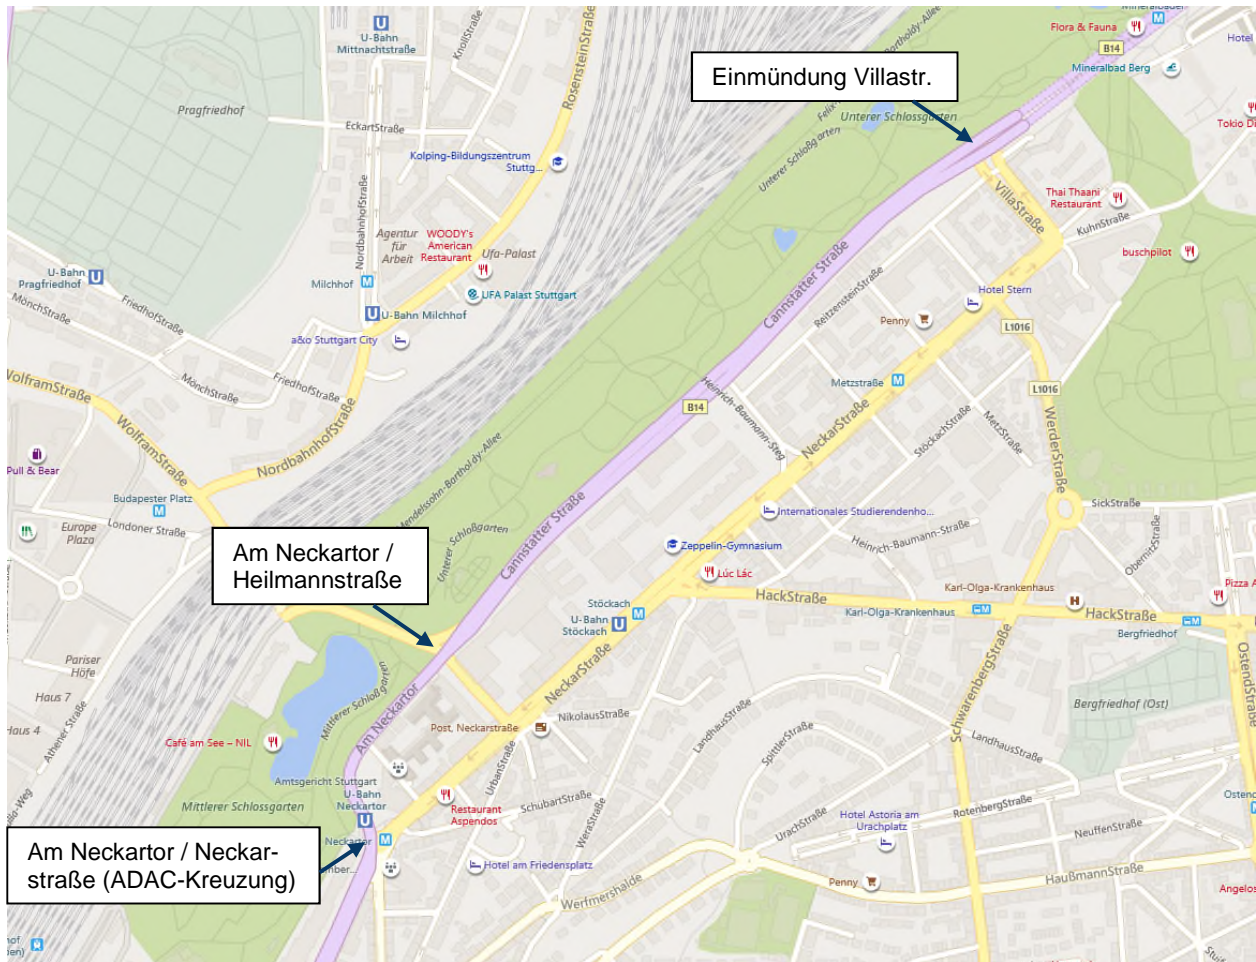 Mineralbäder
Flora & Fauna
B14
Hotel
Mineralbad Berg
U-Bahn
Mittnachtstraße
KnollStraße
RosensteinStraße
Einmündung Villastr.
Pragfriedhof
EckartStraße
Unterer Schlossgarten
Tokio Di
Kolping-Bildungszentrum
Stuttg...
Unterer Schloßgarten
NordbahnhofStraße
VillaStraße
Thai Thaani
Restaurant
KuhnStraße
Agentur
für
Arbeit
WOODY's
American
Restaurant
Ufa-Palast
buschpilot
U-Bahn
Pragfriedhof
Milchhof
UFA Palast Stuttgart
Cannstatter Straße
ReitzensteinStraße
Hotel Stern
MönchStraße
FriedhofStraße
U-Bahn Milchhof
Penny
L1016
a&o Stuttgart City
WolframStraße
MönchStraße
FriedhofStraße
Metzstraße
L1016
Heinrich-Baumann-Steg
B14
WolframStraße
NordbahnhofStraße
NeckarStraße
StöckachStraße
MetzStraße
WerderStraße
Pull & Bear
Mendelssohn-Bartholdy-Allee
Budapester Platz
Londoner Straße
Europe
Plaza
Internationales Studierendenho...
SickStraße
Am Neckartor /
Heilmannstraße
Unterer Schloßgarten
Cannstatter Straße
Zeppelin-Gymnasium
Heinrich-Baumann-Straße
ObernitzStraße
Lúc Lác
HackStraße
Karl-Olga-Krankenhaus
Karl-Olga-Krankenhaus
HackStraße
Pizza A
Stöckach
U-Bahn
Stöckach
Bergfriedhof
Pariser
Höfe
Haus 7
Haus 4
Athener Straße
Mittlerer Schloßgarten
Am Neckartor
NeckarStraße
SchwarenbergStraße
OstendStraße
Bergfriedhof (Ost)
Café am See – NIL
Post, Neckarstraße
NikolausStraße
LandhausStraße
SpittlerStraße
LandhausStraße
Amtsgericht Stuttgart
U-Bahn
Neckartor
UrbanStraße
Mittlerer Schlossgarten
Restaurant
Aspendos
SchubartStraße
WeraStraße
Hotel Astoria am
Urachplatz
RotenbergStraße
UrachStraße
NeuffenStraße
Neckartor
Am Neckartor / Neckar-
straße (ADAC-Kreuzung)
Hotel am Friedensplatz
Werfmershalde
Penny
HaußmannStraße
Angelos